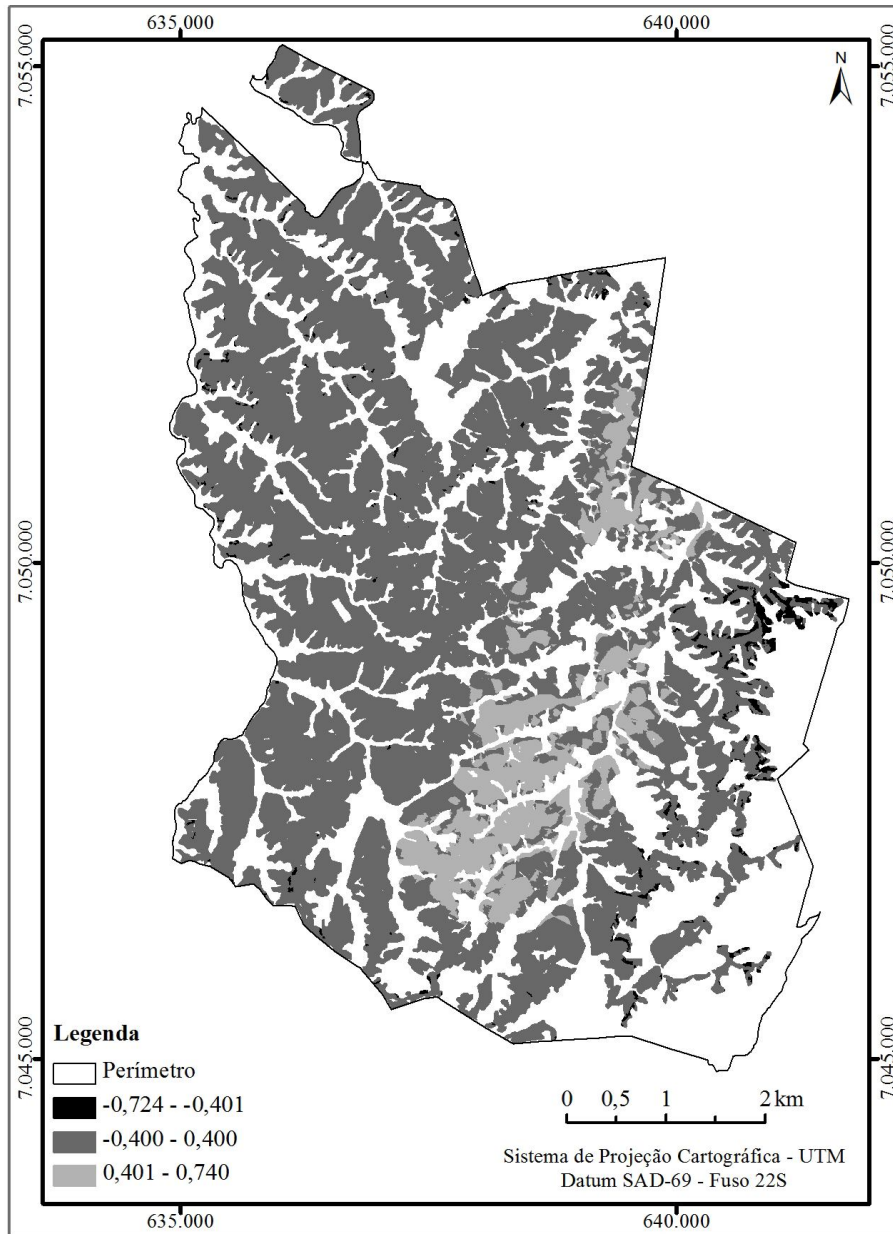 635.000 640.000
7.055.000 7.055.000
N
7.050.000 7.050.000
7.045.000 7.045.000
Legenda
Perímetro
-0,724 - -0,401
-0,400 - 0,400
0,401 - 0,740
0 0,5 1 2 km
Sistema de Projeção Cartográfica - UTM
Datum SAD-69 - Fuso 22S
635.000 640.000